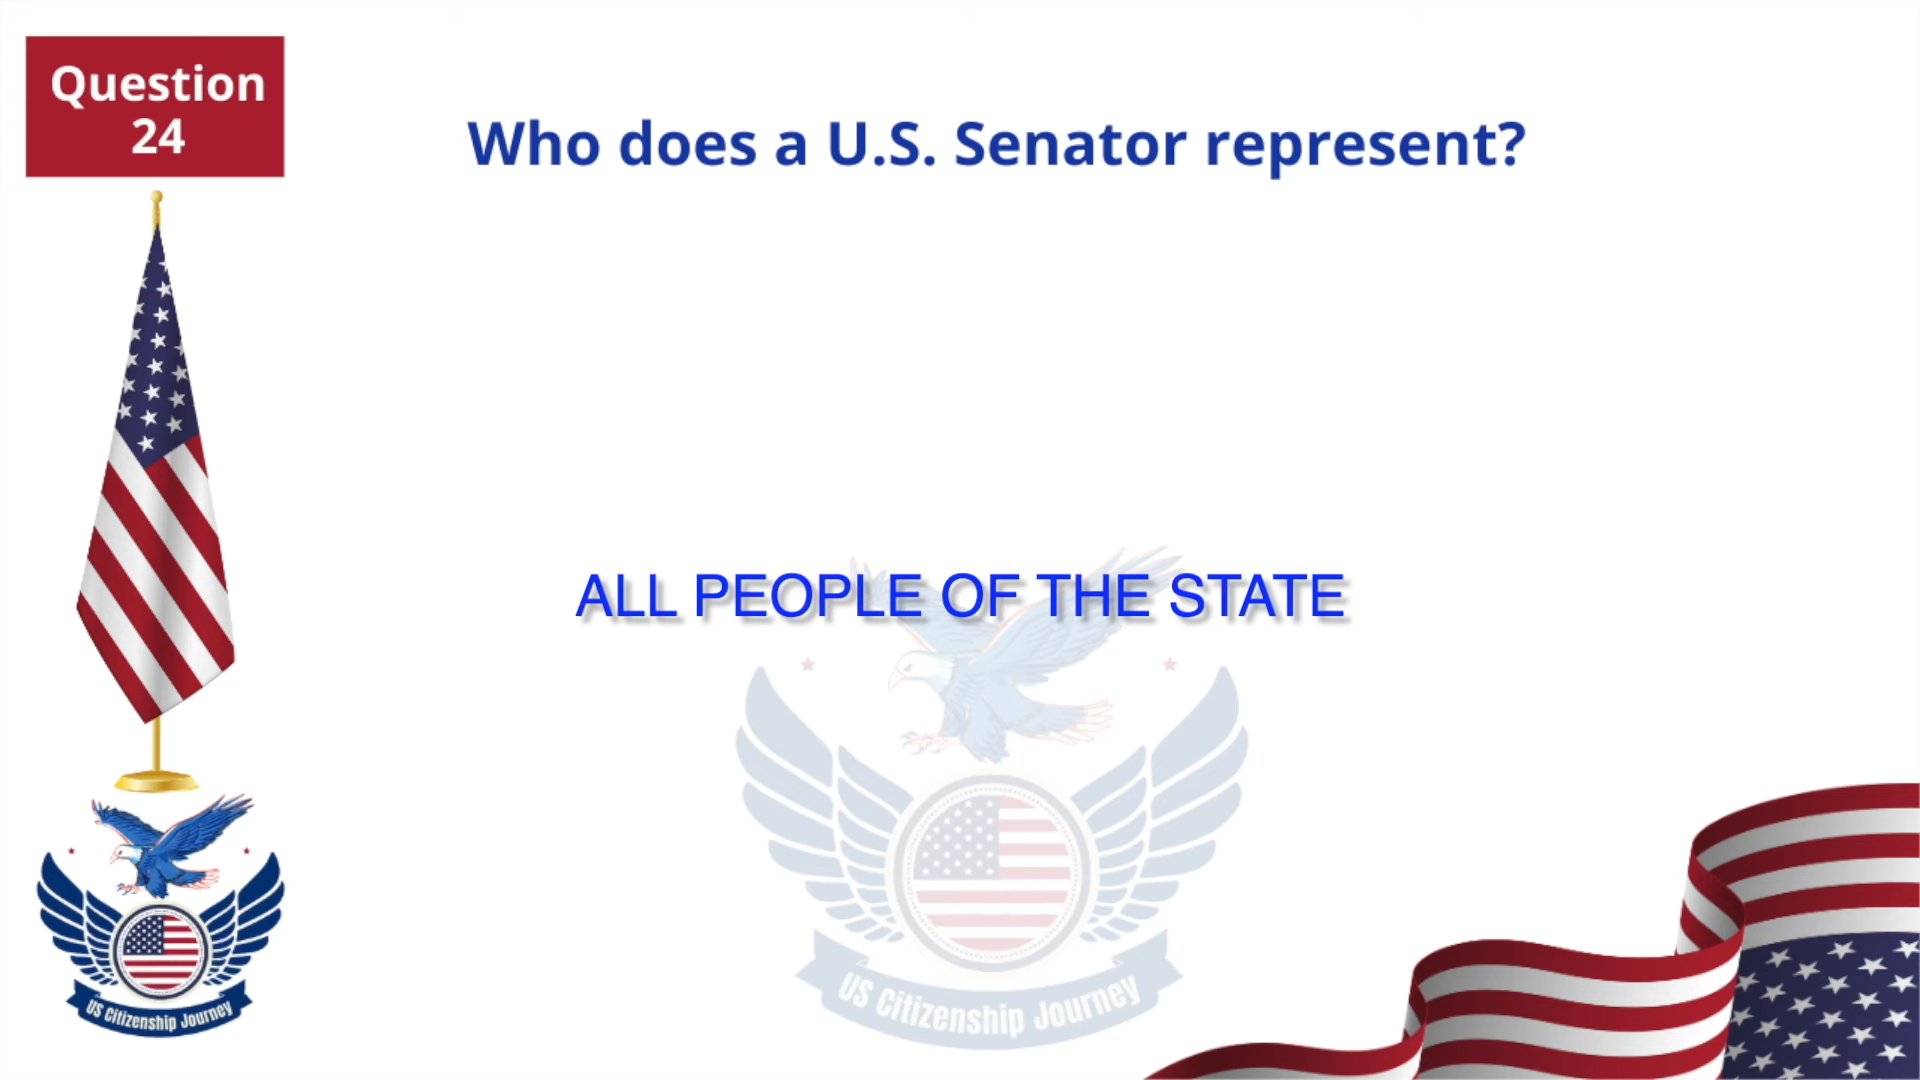 Question
24
Who does a U.S. Senator represent?
ALL PEOPLE OF THE STATE
US Citizenship Journey
US Citizenship Journey